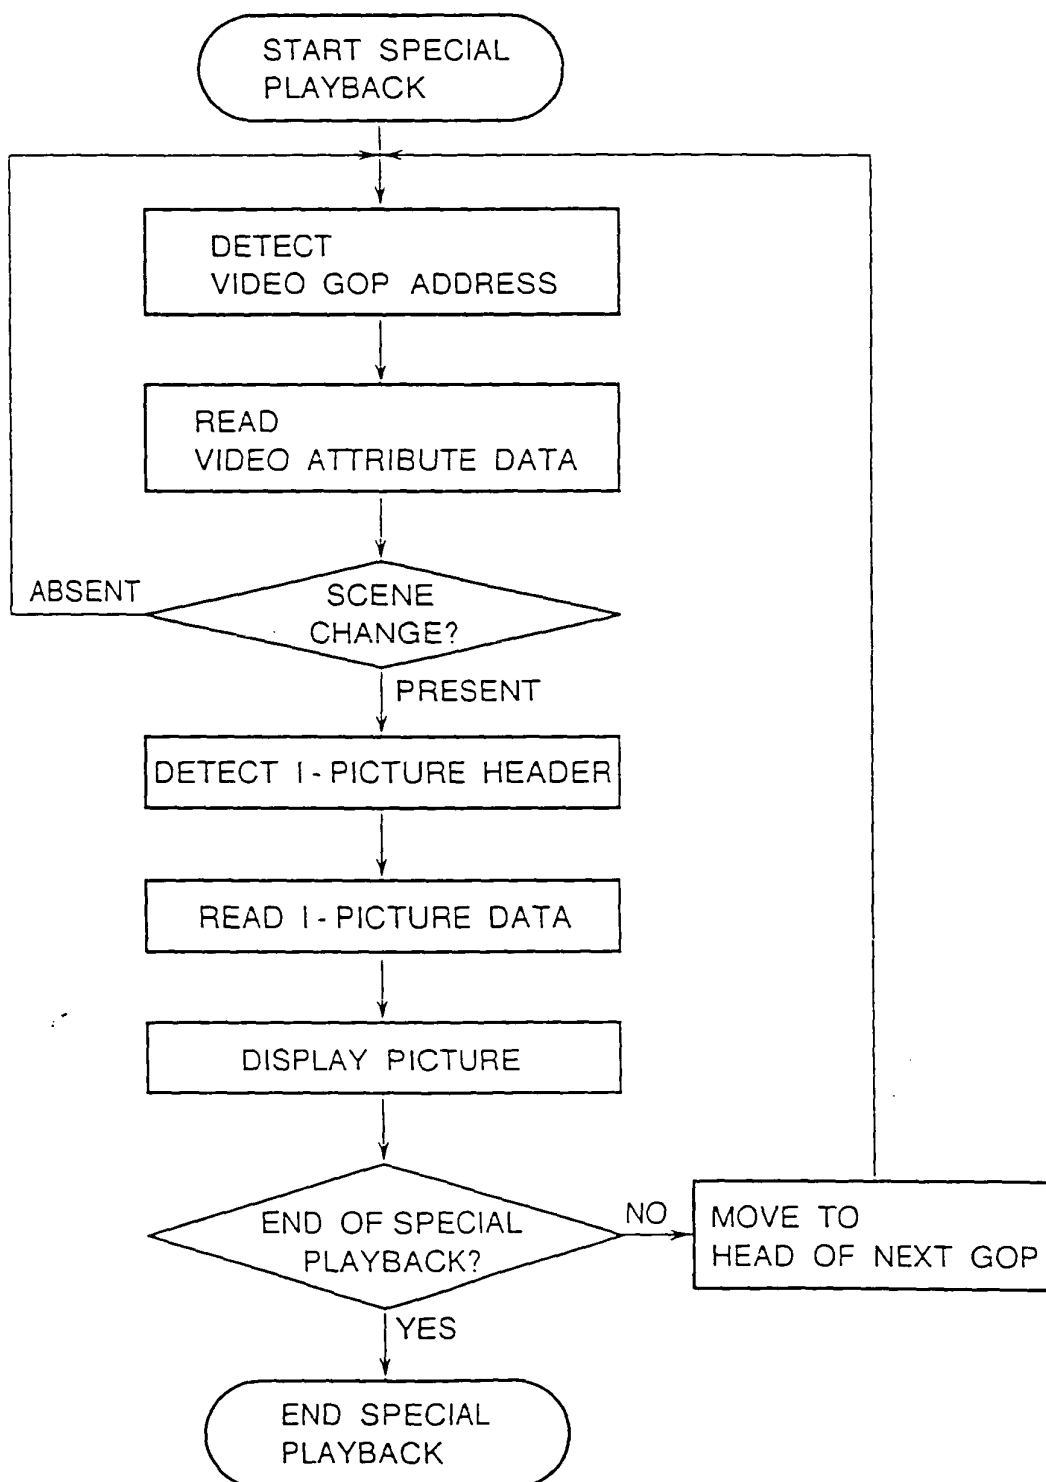 START SPECIAL
PLAYBACK
DETECT
VIDEO GOP ADDRESS
READ
VIDEO ATTRIBUTE DATA
ABSENT
SCENE
CHANGE?
PRESENT
DETECT I-PICTURE HEADER
READ I-PICTURE DATA
DISPLAY PICTURE
END OF SPECIAL
PLAYBACK?
NO
MOVE TO
HEAD OF NEXT GOP
YES
END SPECIAL
PLAYBACK